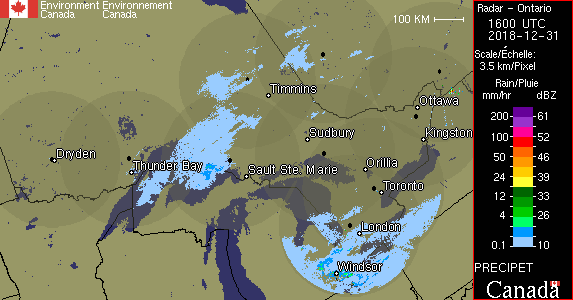 Environment Environnement
Canada Canada
100 KM
Timmins
Ottawa
Sudbury
Kingston
Dryden
Thunder Bay
Sault Ste. Marie
Orillia
Toronto
London
Windsor
Radar - Ontario
1600 UTC
2018-12-31
Scale/Échelle:
3.5 km/Pixel
Rain/Pluie
mm/hr dBZ
200 61
100 52
50 46
24 39
12 33
4 26
0.1 10
PRECIPET
Canada